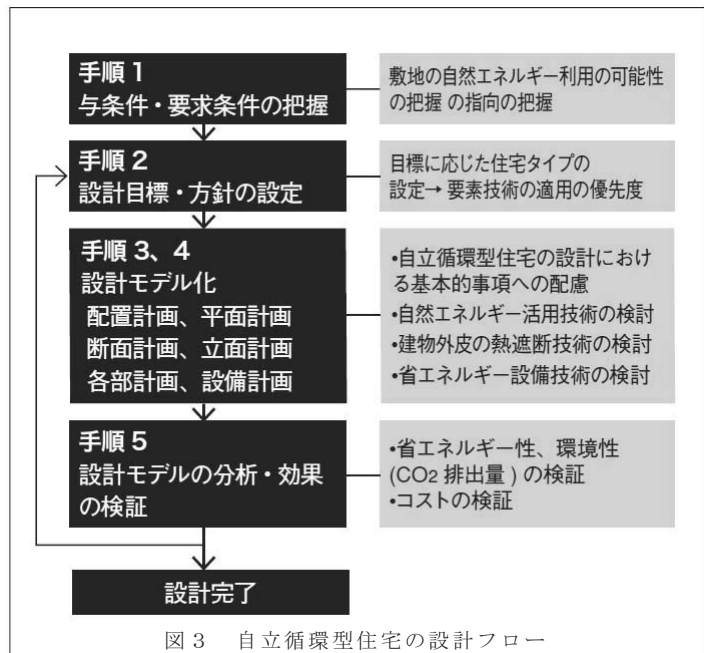 手順 1
与条件・要求条件の把握
敷地の自然エネルギー利用の可能性
の把握 の指向の把握
手順 2
設計目標・方針の設定
目標に応じた住宅タイプの
設定→ 要素技術の適用の優先度
手順 3、4
設計モデル化
配置計画、平面計画
断面計画、立面計画
各部計画、設備計画
•自立循環型住宅の設計におけ
る基本的事項への配慮
•自然エネルギー活用技術の検討
•建物外皮の熱遮断技術の検討
•省エネルギー設備技術の検討
手順 5
設計モデルの分析・効果
の検証
•省エネルギー性、環境性
(CO2 排出量 ) の検証
•コストの検証
設計完了
図3 自立循環型住宅の設計フロー